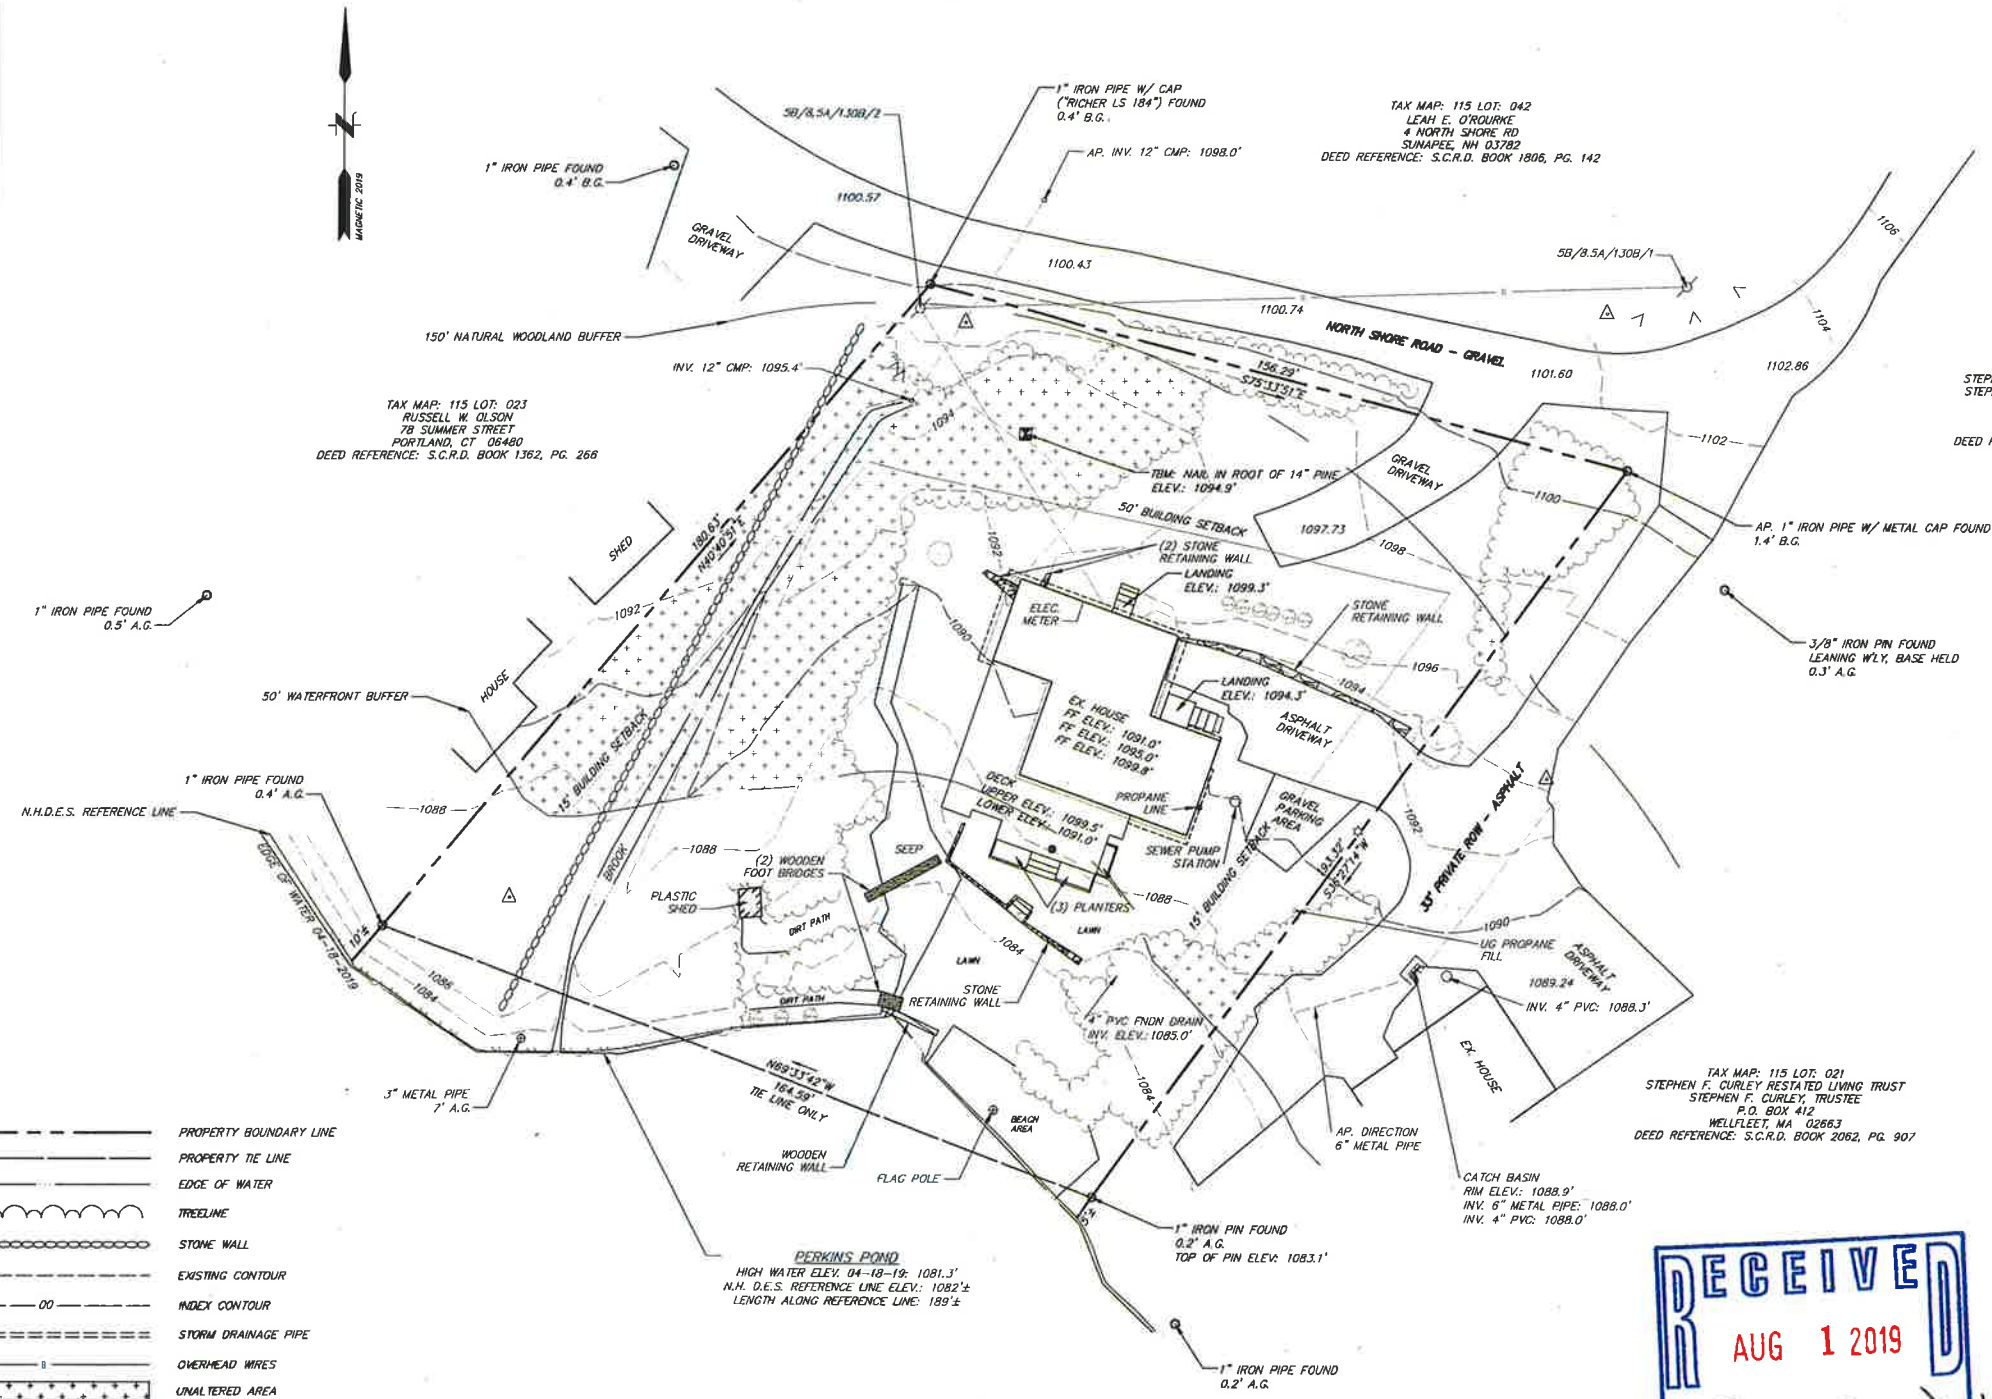 MAGNETIC 2019
1" IRON PIPE W/ CAP
("RICHER LS 184") FOUND
0.4' B.G.
5B/8.5A/130B/2
AP. INV. 12" CMP: 1098.0'
TAX MAP: 115 LOT: 042
LEAH E. O'ROURKE
4 NORTH SHORE RD
SUNAPEE, NH 03782
DEED REFERENCE: S.C.R.D. BOOK 1806, PG. 142
1" IRON PIPE FOUND
0.4' B.G.
1100.57
GRAVEL
DRIVEWAY
1100.43
1106
5B/8.5A/130B/1
1100.74
1104
150' NATURAL WOODLAND BUFFER
NORTH SHORE ROAD - GRAVEL
INV. 12" CMP: 1095.4'
156.29'
S75°33'51"E
1101.60
1102.86
TAX MAP: 115 LOT: 023
RUSSELL W. OLSON
78 SUMMER STREET
PORTLAND, CT 06480
DEED REFERENCE: S.C.R.D. BOOK 1362, PG. 266
STEP
STEP
DEED
1094
1102
TBM: NAIL IN ROOT OF 14" PINE
ELEV.: 1094.9'
GRAVEL
DRIVEWAY
1100
50' BUILDING SETBACK
1097.73
AP. 1" IRON PIPE W/ METAL CAP FOUND
1.4' B.G.
180.63'
N40°40'51"E
SHED
1092
(2) STONE
RETAINING WALL
1098
LANDING
ELEV.: 1099.3'
1" IRON PIPE FOUND
0.5' A.G.
1092
1090
ELEC.
METER
STONE
RETAINING WALL
3/8" IRON PIN FOUND
LEANING W'LY, BASE HELD
0.3' A.G.
1096
1094
50' WATERFRONT BUFFER
HOUSE
LANDING
ELEV.: 1094.3'
EX. HOUSE
FF ELEV.: 1091.0'
FF ELEV.: 1095.0'
FF ELEV.: 1099.8'
ASPHALT
DRIVEWAY
15' BUILDING SETBACK
1" IRON PIPE FOUND
0.4' A.G.
1088
DECK
UPPER ELEV.: 1099.5'
LOWER ELEV.: 1091.0'
PROPANE
LINE
GRAVEL
PARKING
AREA
1092
33' PRIVATE ROW - ASPHALT
N.H.D.E.S. REFERENCE LINE
EDGE OF WATER 04-18-2019
BROOK
1088
(2) WOODEN
FOOT BRIDGES
SEEP
SEWER PUMP
STATION
193.32'
S36°27'14"W
15' BUILDING SETBACK
PLASTIC
SHED
DIRT PATH
(3) PLANTERS
1088
LAWN
1090
UG PROPANE
FILL
ASPHALT
DRIVEWAY
1089.24
10'±
1086
1084
1084
LAWN
STONE
RETAINING WALL
DIRT PATH
4" PVC FNDN DRAIN
INV. ELEV.: 1085.0'
INV. 4" PVC: 1088.3'
EX. HOUSE
N69°33'42"W
164.59'
TIE LINE ONLY
3" METAL PIPE
7' A.G.
1084
BEACH
AREA
TAX MAP: 115 LOT: 021
STEPHEN F. CURLEY RESTATED LIVING TRUST
STEPHEN F. CURLEY, TRUSTEE
P.O. BOX 412
WELLFLEET, MA 02663
DEED REFERENCE: S.C.R.D. BOOK 2062, PG. 907
AP. DIRECTION
6" METAL PIPE
WOODEN
RETAINING WALL
FLAG POLE
CATCH BASIN
RIM ELEV.: 1088.9'
INV. 6" METAL PIPE: 1088.0'
INV. 4" PVC: 1088.0'
1" IRON PIN FOUND
0.2' A.G.
TOP OF PIN ELEV: 1083.1'
PERKINS POND
HIGH WATER ELEV. 04-18-19: 1081.3'
N.H. D.E.S. REFERENCE LINE ELEV.: 1082'±
LENGTH ALONG REFERENCE LINE: 189'±
1" IRON PIPE FOUND
0.2' A.G.
PROPERTY BOUNDARY LINE
PROPERTY TIE LINE
EDGE OF WATER
TREELINE
STONE WALL
EXISTING CONTOUR
00 INDEX CONTOUR
STORM DRAINAGE PIPE
OVERHEAD WIRES
UNALTERED AREA
RECEIVED
AUG 1 2019